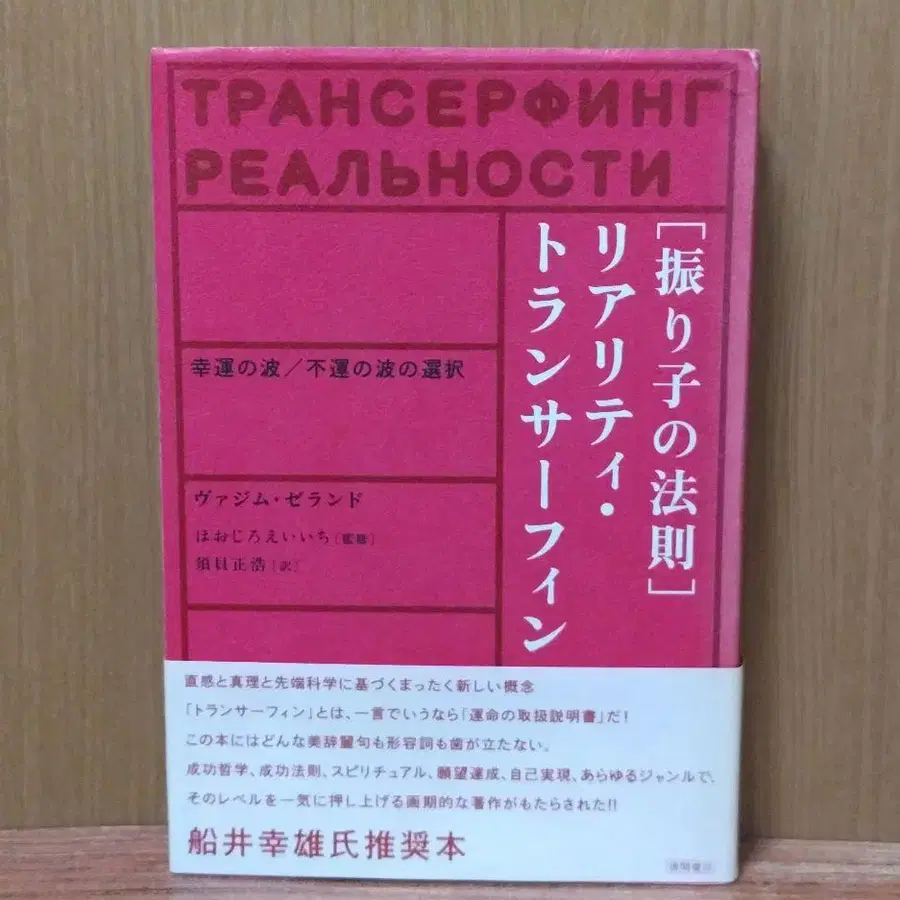 ТРАНСЕРФИНГ
РЕАЛЬНОСТИ
[振り子の法則]
リアリティ・
トランサーフィン
幸運の波／不運の波の選択
ヴァジム・ゼランド
ほおじろえいいち[監修]
須貝正浩[訳]
直感と真理と先端科学に基づくまったく新しい概念
「トランサーフィン」とは、一言でいうなら「運命の取扱説明書」だ!
この本にはどんな美辞麗句も形容詞も歯が立たない。
成功哲学、成功法則、スピリチュアル、願望達成、自己実現、あらゆるジャンルで、
そのレベルを一気に押し上げる画期的な著作がもたらされた!!
船井幸雄氏推奨本
徳間書店